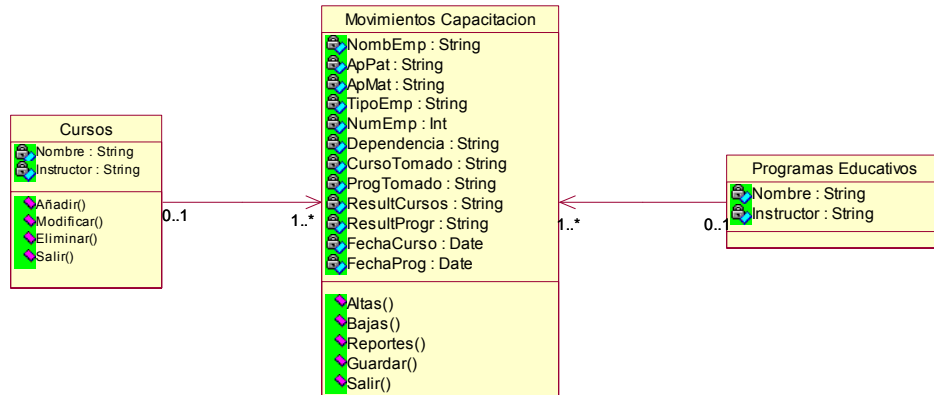 Cursos
Nombre : String
Instructor : String
Añadir()
Modificar()
Eliminar()
Salir()
0..1
1..*
Movimientos Capacitacion
NombEmp : String
ApPat : String
ApMat : String
TipoEmp : String
NumEmp : Int
Dependencia : String
CursoTomado : String
ProgTomado : String
ResultCursos : String
ResultProgr : String
FechaCurso : Date
FechaProg : Date
Altas()
Bajas()
Reportes()
Guardar()
Salir()
1..*
0..1
Programas Educativos
Nombre : String
Instructor : String